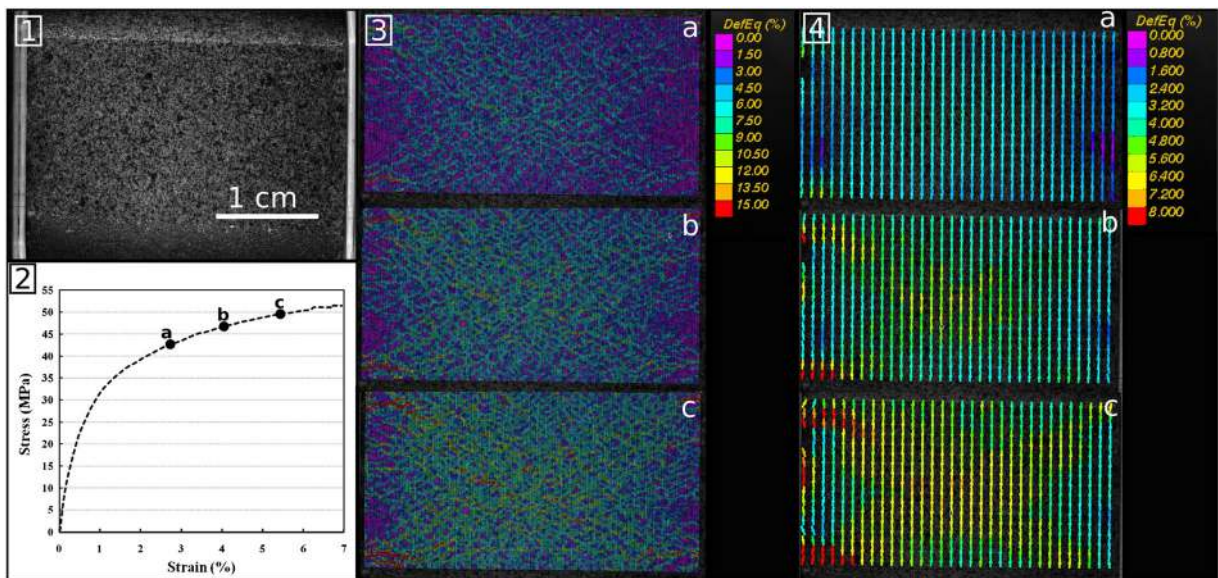 1
1 cm
2
55
50
45
40
35
30
25
20
15
10
5
0
0 1 2 3 4 5 6 7
Stress (MPa)
Strain (%)
a
b
c
3
a
b
c
DefEq (%)
0.00
1.50
3.00
4.50
6.00
7.50
9.00
10.50
12.00
13.50
15.00
4
a
b
c
DefEq (%)
0.000
0.800
1.600
2.400
3.200
4.000
4.800
5.600
6.400
7.200
8.000